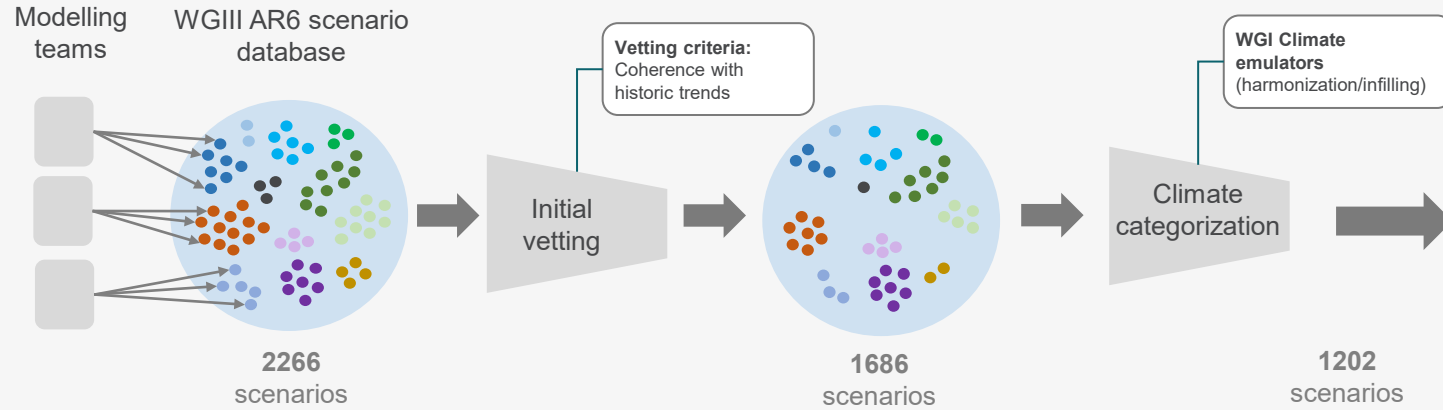 Modelling
teams
WGIII AR6 scenario
database
Vetting criteria:
Coherence with
historic trends
WGI Climate
emulators
(harmonization/infilling)
Initial
vetting
Climate
categorization
2266
scenarios
1686
scenarios
1202
scenarios